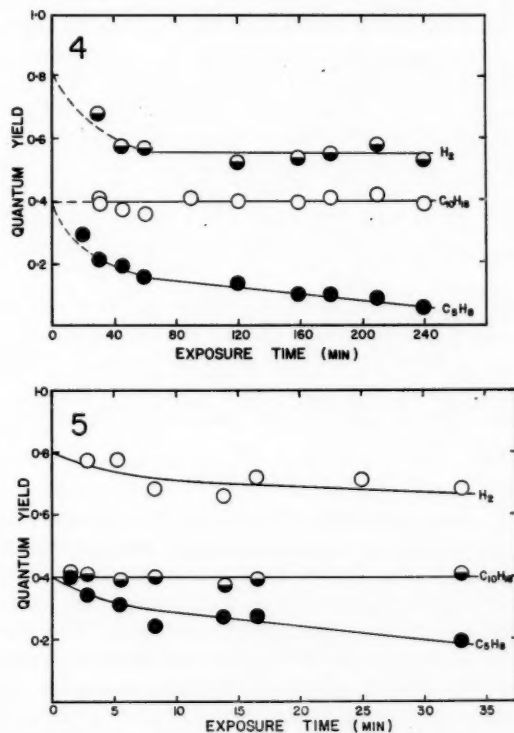 4
QUANTUM YIELD
1·0
0·8
0·6
0·4
0·2
H2
C10H18
C5H8
0 40 80 120 160 200 240
EXPOSURE TIME (MIN)
5
QUANTUM YIELD
1·0
0·8
0·6
0·4
0·2
H2
C10H18
C5H8
0 5 10 15 20 25 30 35
EXPOSURE TIME (MIN)